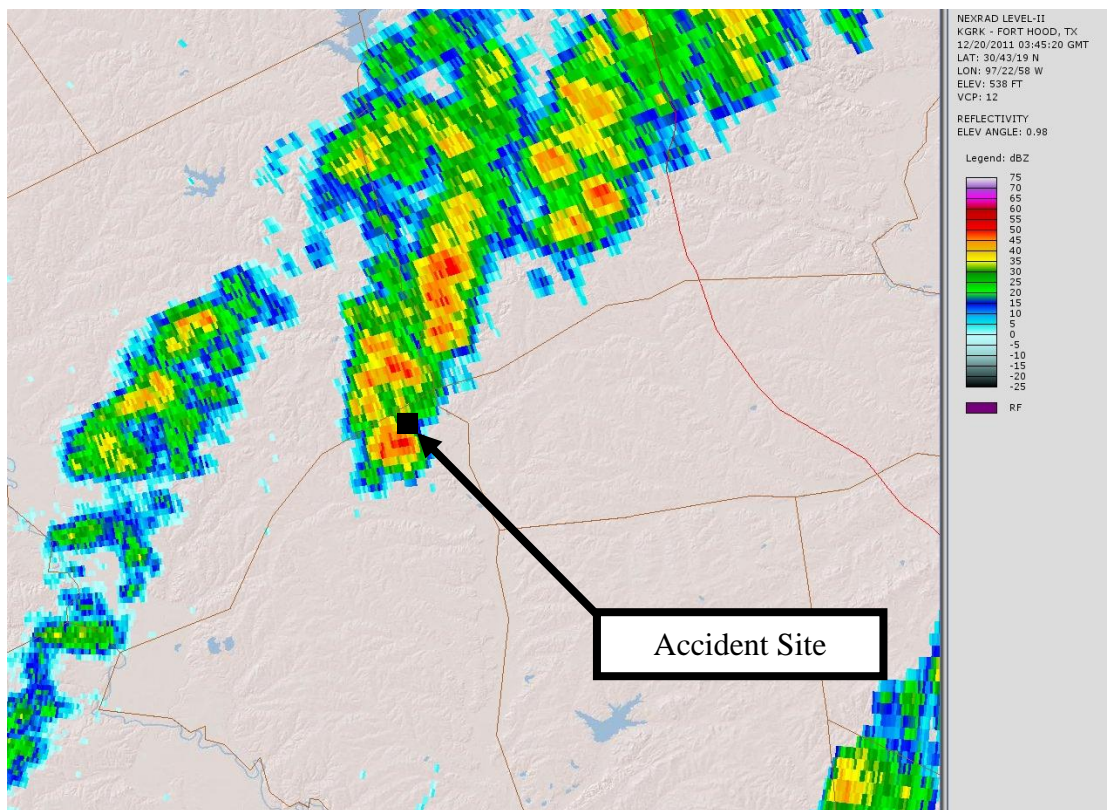 NEXRAD LEVEL-II
KGRK - FORT HOOD, TX
12/20/2011 03:45:20 GMT
LAT: 30/43/19 N
LON: 97/22/58 W
ELEV: 538 FT
VCP: 12
REFLECTIVITY
ELEV ANGLE: 0.98
Legend: dBZ
75
70
65
60
55
50
45
40
35
30
25
20
15
10
5
0
-5
-10
-15
-20
-25
RF
Accident Site